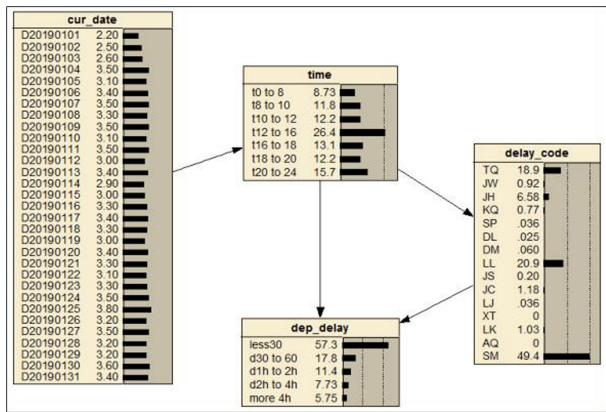 cur_date
D20190101 2.20
D20190102 2.50
D20190103 2.60
D20190104 3.50
D20190105 3.10
D20190106 3.40
D20190107 3.50
D20190108 3.30
D20190109 3.50
D20190110 3.10
D20190111 3.50
D20190112 3.00
D20190113 3.40
D20190114 2.90
D20190115 3.00
D20190116 3.30
D20190117 3.40
D20190118 3.30
D20190119 3.00
D20190120 3.40
D20190121 3.30
D20190122 3.10
D20190123 3.30
D20190124 3.50
D20190125 3.80
D20190126 3.20
D20190127 3.50
D20190128 3.20
D20190129 3.20
D20190130 3.60
D20190131 3.40
time
t0 to 8 8.73
t8 to 10 11.8
t10 to 12 12.2
t12 to 16 26.4
t16 to 18 13.1
t18 to 20 12.2
t20 to 24 15.7
delay_code
TQ 18.9
JW 0.92
JH 6.58
KQ 0.77
SP .036
DL .025
DM .060
LL 20.9
JS 0.20
JC 1.18
LJ .036
XT 0
LK 1.03
AQ 0
SM 49.4
dep_delay
less30 57.3
d30 to 60 17.8
d1h to 2h 11.4
d2h to 4h 7.73
more 4h 5.75